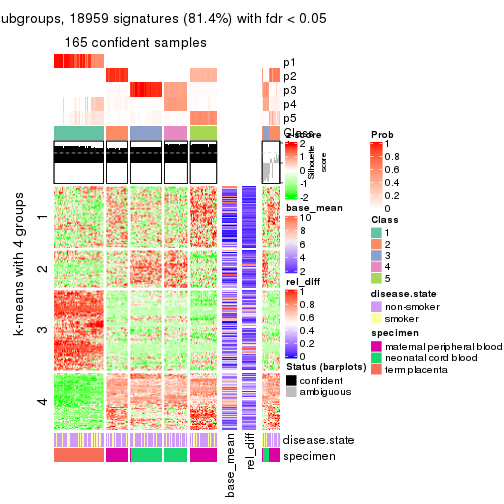 ubgroups, 18959 signatures (81.4%) with fdr < 0.05
165 confident samples
p1
p2
p3
p4
p5
Class
Silhouette
score
1
2
3
4
k-means with 4 groups
disease.state
specimen
base_mean
rel_diff
z-score
2
1
0
-1
-2
base_mean
10
8
6
4
2
rel_diff
1
0.8
0.6
0.4
0.2
0
Status (barplots)
confident
ambiguous
Prob
1
0.8
0.6
0.4
0.2
0
Class
1
2
3
4
5
disease.state
non-smoker
smoker
specimen
maternal peripheral blood
neonatal cord blood
term placenta